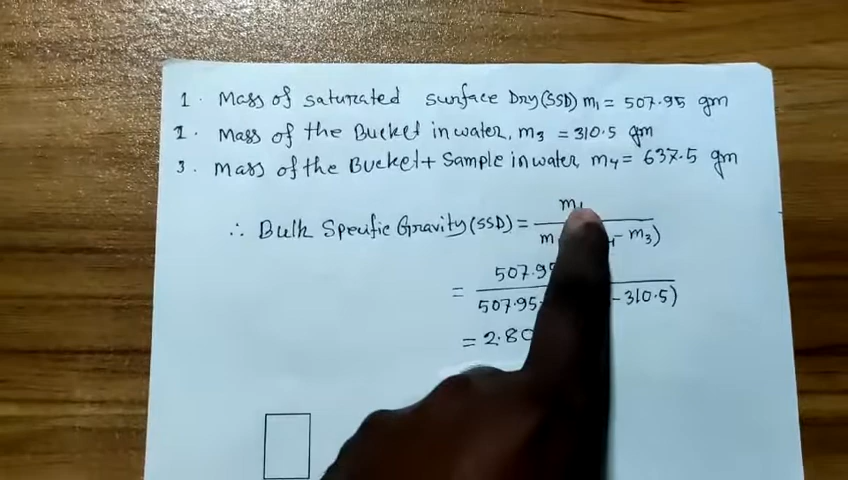 1. Mass of saturated surface Dry(SSD) m₁ = 507.95 gm
2. Mass of the Bucket in water, m₃ = 310.5 gm
3. Mass of the Bucket + Sample in water, m₄ = 637.5 gm
∴ Bulk Specific Gravity (SSD) = m₁
m - m₃)
= 507.95
507.95 - 310.5)
= 2.80